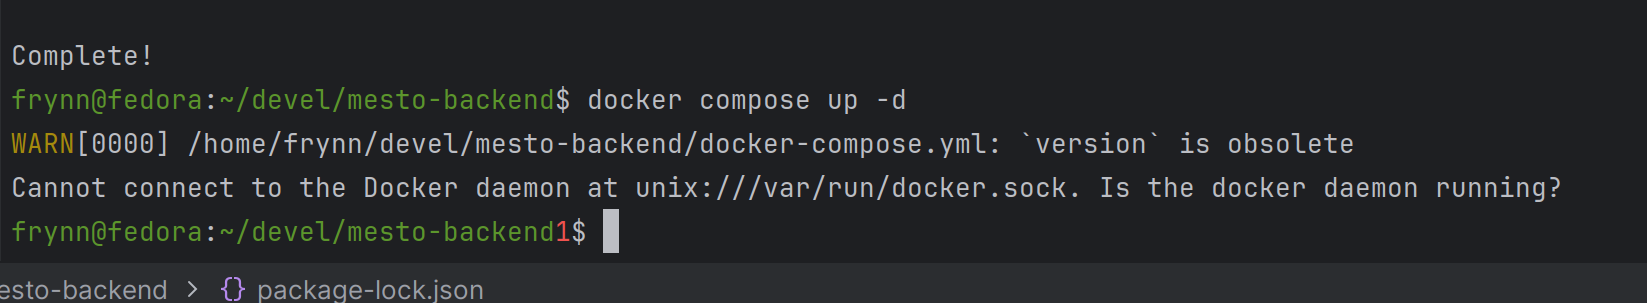 Complete!
frynn@fedora:~/devel/mesto-backend$ docker compose up -d
WARN[0000] /home/frynn/devel/mesto-backend/docker-compose.yml: `version` is obsolete
Cannot connect to the Docker daemon at unix:///var/run/docker.sock. Is the docker daemon running?
frynn@fedora:~/devel/mesto-backend1$
esto-backend > {} package-lock.json